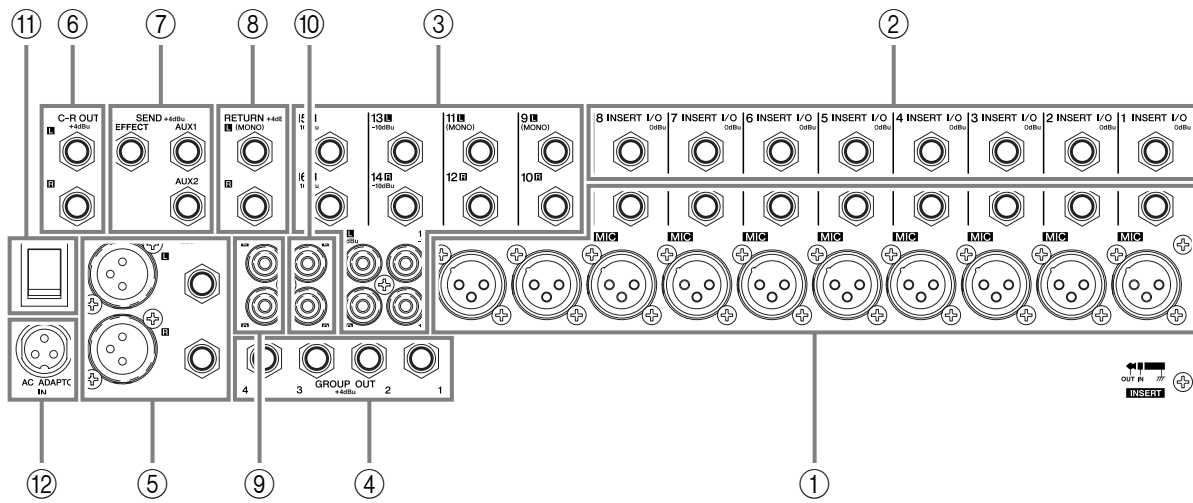 ⑪ ⑥ ⑦ ⑧ ⑩ ③ ②
C-R OUT
+4dBu
L
R
SEND +4dBu
EFFECT AUX1
AUX2
RETURN +4dB
L (MONO)
R
-10dBu
-10dBu
13 L
-10dBu
14 R
-10dBu
11 L
(MONO)
12 R
9 L
(MONO)
10 R
8 INSERT I/O
0dBu
7 INSERT I/O
0dBu
6 INSERT I/O
0dBu
5 INSERT I/O
0dBu
4 INSERT I/O
0dBu
3 INSERT I/O
0dBu
2 INSERT I/O
0dBu
1 INSERT I/O
0dBu
MIC MIC MIC MIC MIC MIC MIC MIC
L
R
L
dBu
AC ADAPTO
IN
4 3 GROUP OUT 2 1
+4dBu
OUT IN
INSERT
⑫ ⑤ ⑨ ④ ①